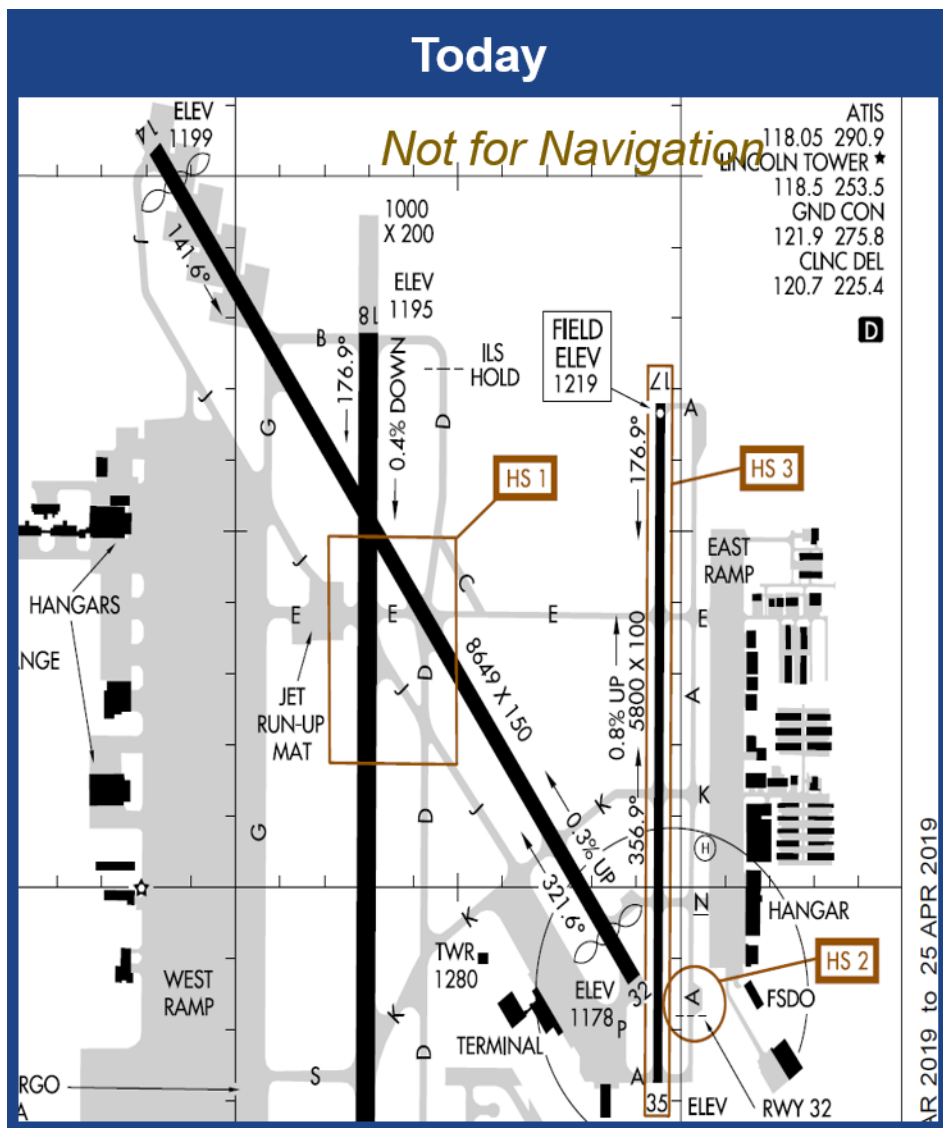 Today
Not for Navigation
ATIS
118.05 290.9
LINCOLN TOWER ★
118.5 253.5
GND CON
121.9 275.8
CLNC DEL
120.7 225.4
D
14
ELEV
1199
141.6°
J
1000
X 200
ELEV
1195
18
B
176.9°
0.4% DOWN
ILS
HOLD
FIELD
ELEV
1219
17
A
J
G
D
176.9°
HS 1
HS 3
J
C
EAST
RAMP
HANGARS
E
E
E
E
NGE
8649 X 150
0.8% UP
5800 X 100
JET
RUN-UP
MAT
J
D
A
G
D
J
K
K
0.3% UP
356.9°
321.6°
H
N
HANGAR
K
TWR
1280
HS 2
WEST
RAMP
ELEV
1178
P
32
A
FSDO
TERMINAL
K
D
S
A
RGO
A
35
ELEV
RWY 32
AR 2019 to 25 APR 2019